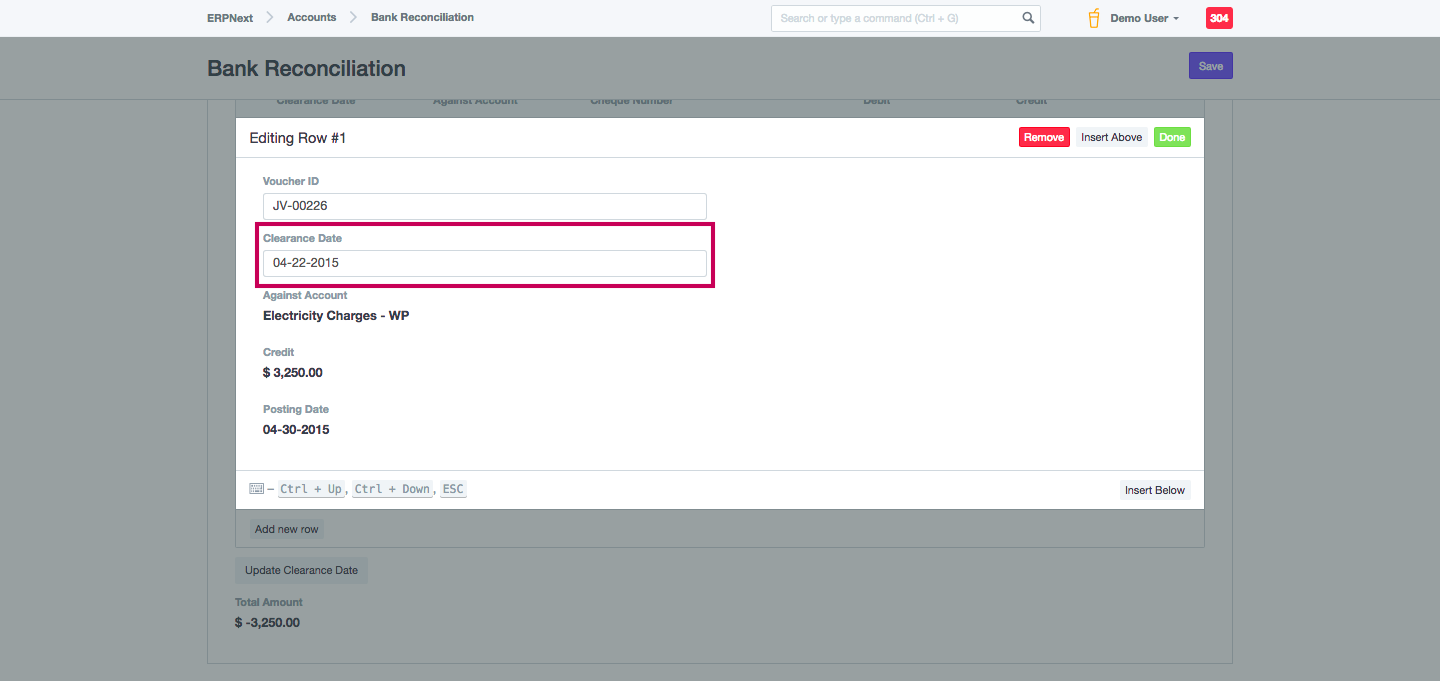 ERPNext Accounts Bank Reconciliation Search or type a command (Ctrl + G) Demo User 304
Bank Reconciliation Save
Clearance Date Against Account Cheque Number Debit Credit
Editing Row #1 Remove Insert Above Done
Voucher ID
JV-00226
Clearance Date
04-22-2015
Against Account
Electricity Charges - WP
Credit
$ 3,250.00
Posting Date
04-30-2015
– Ctrl + Up, Ctrl + Down, ESC Insert Below
Add new row
Update Clearance Date
Total Amount
$ -3,250.00